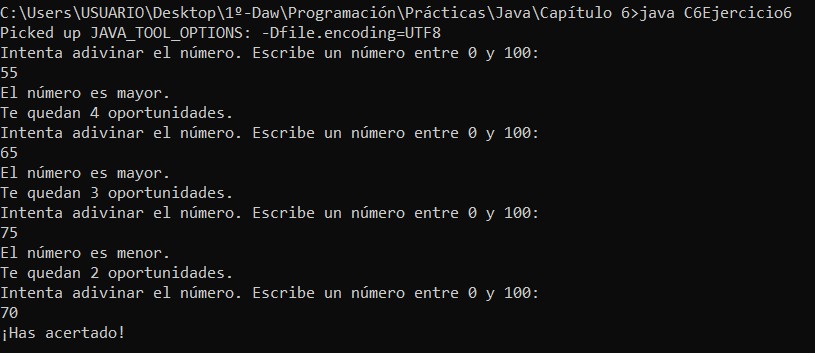 C:\Users\USUARIO\Desktop\1º-Daw\Programación\Prácticas\Java\Capítulo 6>java C6Ejercicio6
Picked up JAVA_TOOL_OPTIONS: -Dfile.encoding=UTF8
Intenta adivinar el número. Escribe un número entre 0 y 100:
55
El número es mayor.
Te quedan 4 oportunidades.
Intenta adivinar el número. Escribe un número entre 0 y 100:
65
El número es mayor.
Te quedan 3 oportunidades.
Intenta adivinar el número. Escribe un número entre 0 y 100:
75
El número es menor.
Te quedan 2 oportunidades.
Intenta adivinar el número. Escribe un número entre 0 y 100:
70
¡Has acertado!